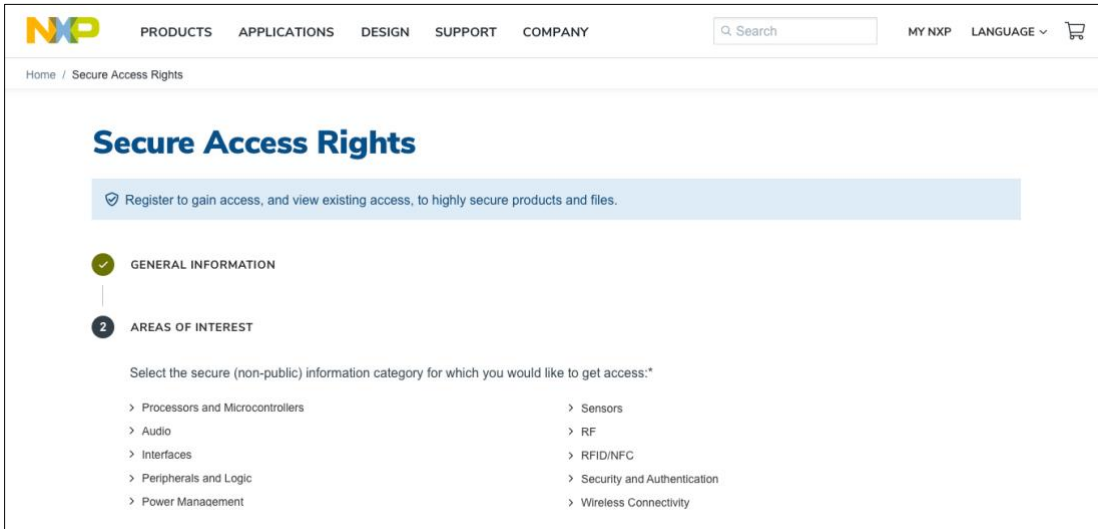 NXP
PRODUCTS APPLICATIONS DESIGN SUPPORT COMPANY Search MY NXP LANGUAGE
Home / Secure Access Rights
Secure Access Rights
Register to gain access, and view existing access, to highly secure products and files.
GENERAL INFORMATION
2 AREAS OF INTEREST
Select the secure (non-public) information category for which you would like to get access:*
> Processors and Microcontrollers
> Audio
> Interfaces
> Peripherals and Logic
> Power Management
> Sensors
> RF
> RFID/NFC
> Security and Authentication
> Wireless Connectivity